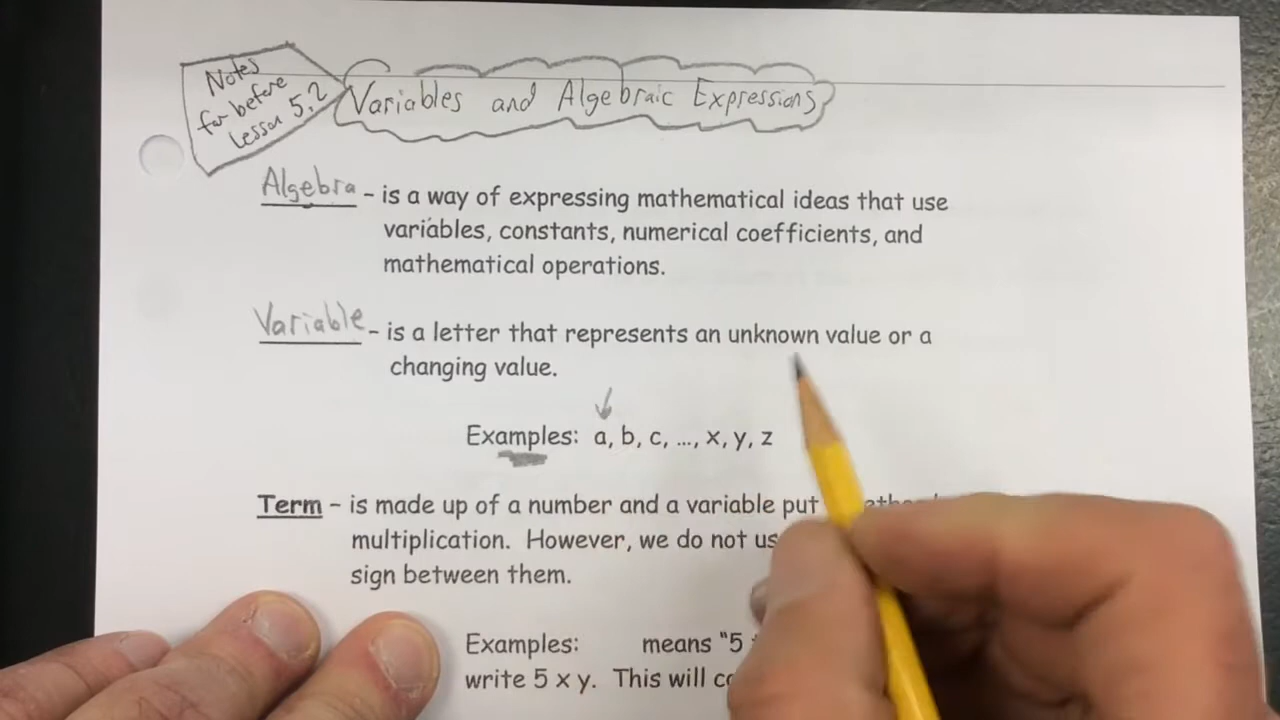 Notes
for before
Lesson 5.2
Variables and Algebraic Expressions
Algebra - is a way of expressing mathematical ideas that use
variables, constants, numerical coefficients, and
mathematical operations.
Variable - is a letter that represents an unknown value or a
changing value.
Examples: a, b, c, ..., x, y, z
Term - is made up of a number and a variable put
multiplication. However, we do not
sign between them.
Examples: means "5
write 5 x y. This will